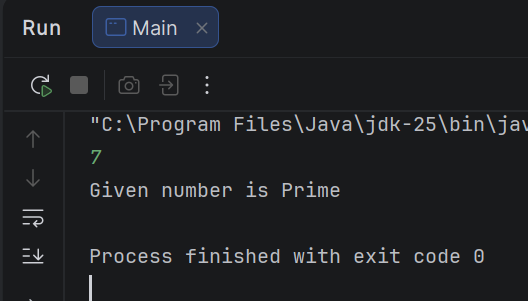 Run Main
"C:\Program Files\Java\jdk-25\bin\jav
7
Given number is Prime
Process finished with exit code 0